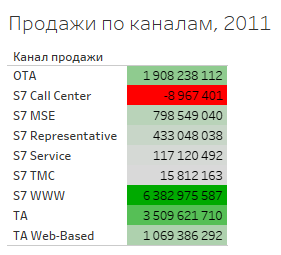 Продажи по каналам, 2011
Канал продажи
OTA 1 908 238 112
S7 Call Center -8 967 401
S7 MSE 798 549 040
S7 Representative 433 048 038
S7 Service 117 120 492
S7 TMC 15 812 163
S7 WWW 6 382 975 587
TA 3 509 621 710
TA Web-Based 1 069 386 292